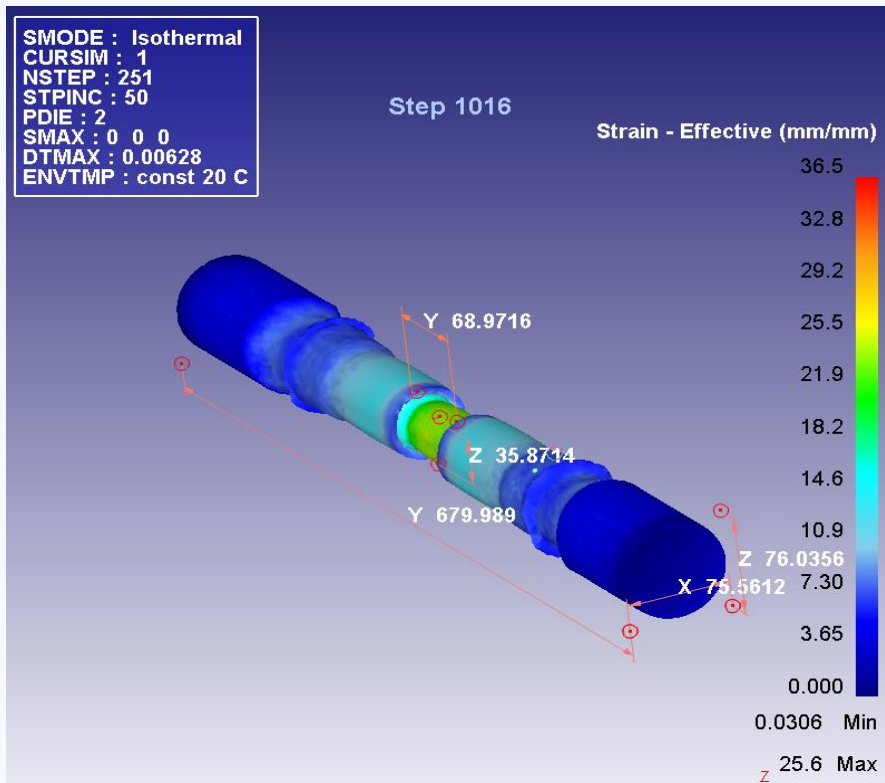 SMODE : Isothermal
CURSIM : 1
NSTEP : 251
STPINC : 50
PDIE : 2
SMAX : 0 0 0
DTMAX : 0.00628
ENVTMP : const 20 C
Step 1016
Strain - Effective (mm/mm)
36.5
32.8
29.2
25.5
21.9
18.2
14.6
10.9
7.30
3.65
0.000
0.0306 Min
25.6 Max
Y 68.9716
Z 35.8714
Y 679.989
Z 76.0356
X 75.5612
Z